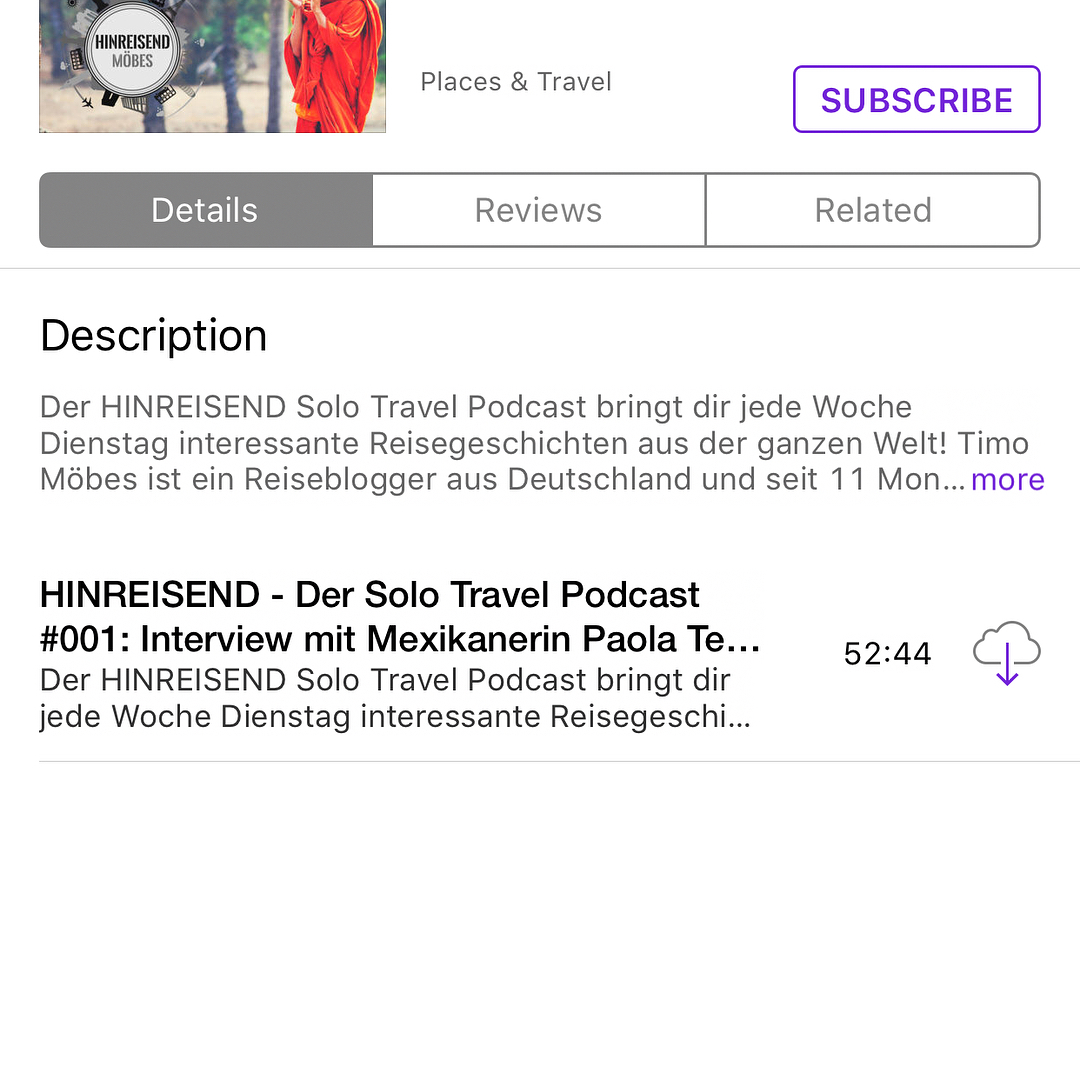 HINREISEND
MÖBES
Places & Travel
SUBSCRIBE
Details
Reviews
Related
Description
Der HINREISEND Solo Travel Podcast bringt dir jede Woche
Dienstag interessante Reisegeschichten aus der ganzen Welt! Timo
Möbes ist ein Reiseblogger aus Deutschland und seit 11 Mon... more
HINREISEND - Der Solo Travel Podcast
#001: Interview mit Mexikanerin Paola Te...
Der HINREISEND Solo Travel Podcast bringt dir
jede Woche Dienstag interessante Reisegeschi...
52:44